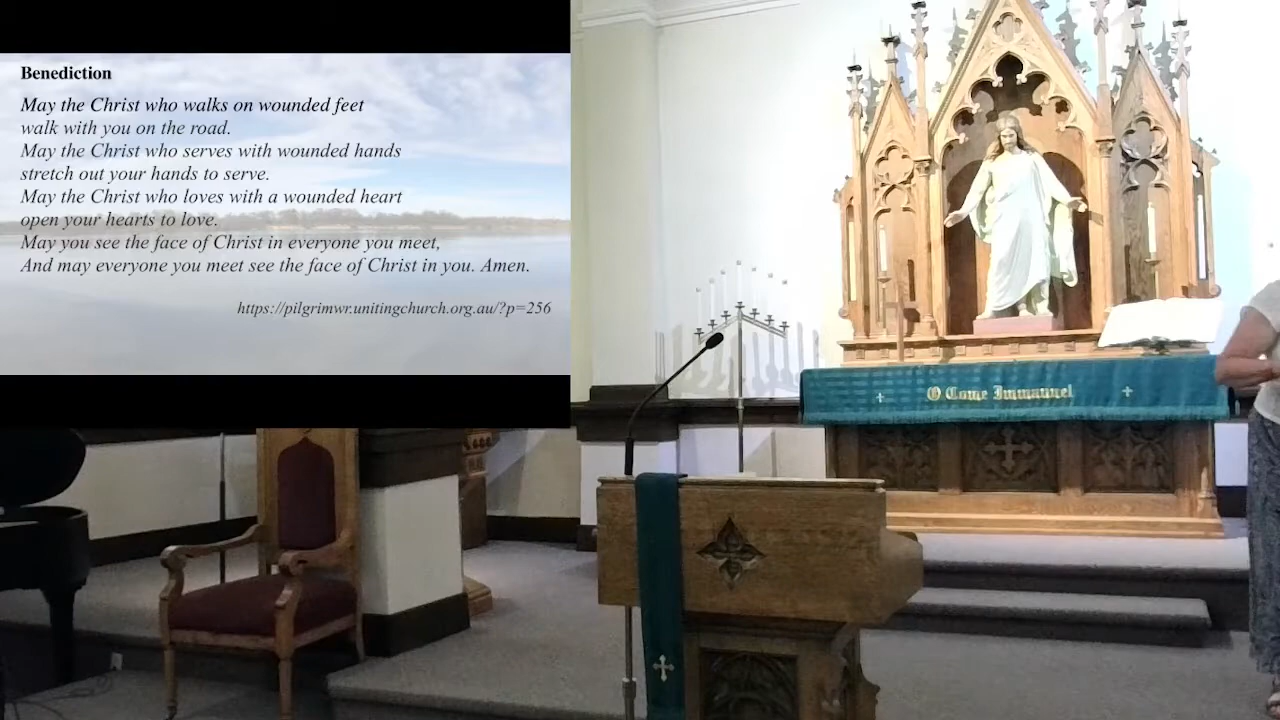 Benediction
May the Christ who walks on wounded feet
walk with you on the road.
May the Christ who serves with wounded hands
stretch out your hands to serve.
May the Christ who loves with a wounded heart
open your hearts to love.
May you see the face of Christ in everyone you meet,
And may everyone you meet see the face of Christ in you. Amen.
https://pilgrimwr.unitingchurch.org.au/?p=256
O Come Immanuel